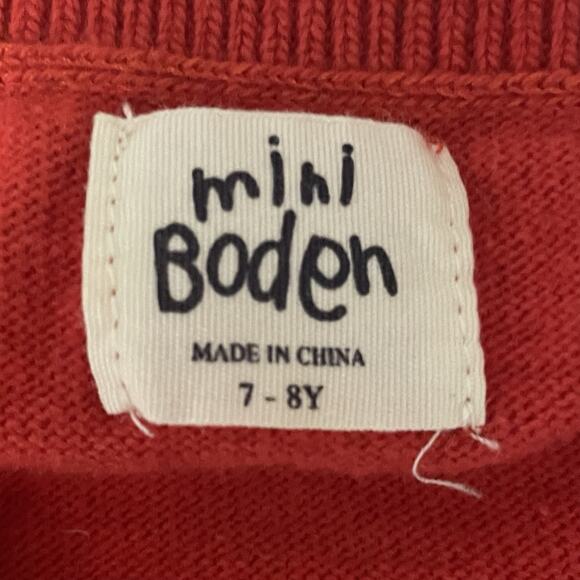 mini
Boden
MADE IN CHINA
7 - 8Y